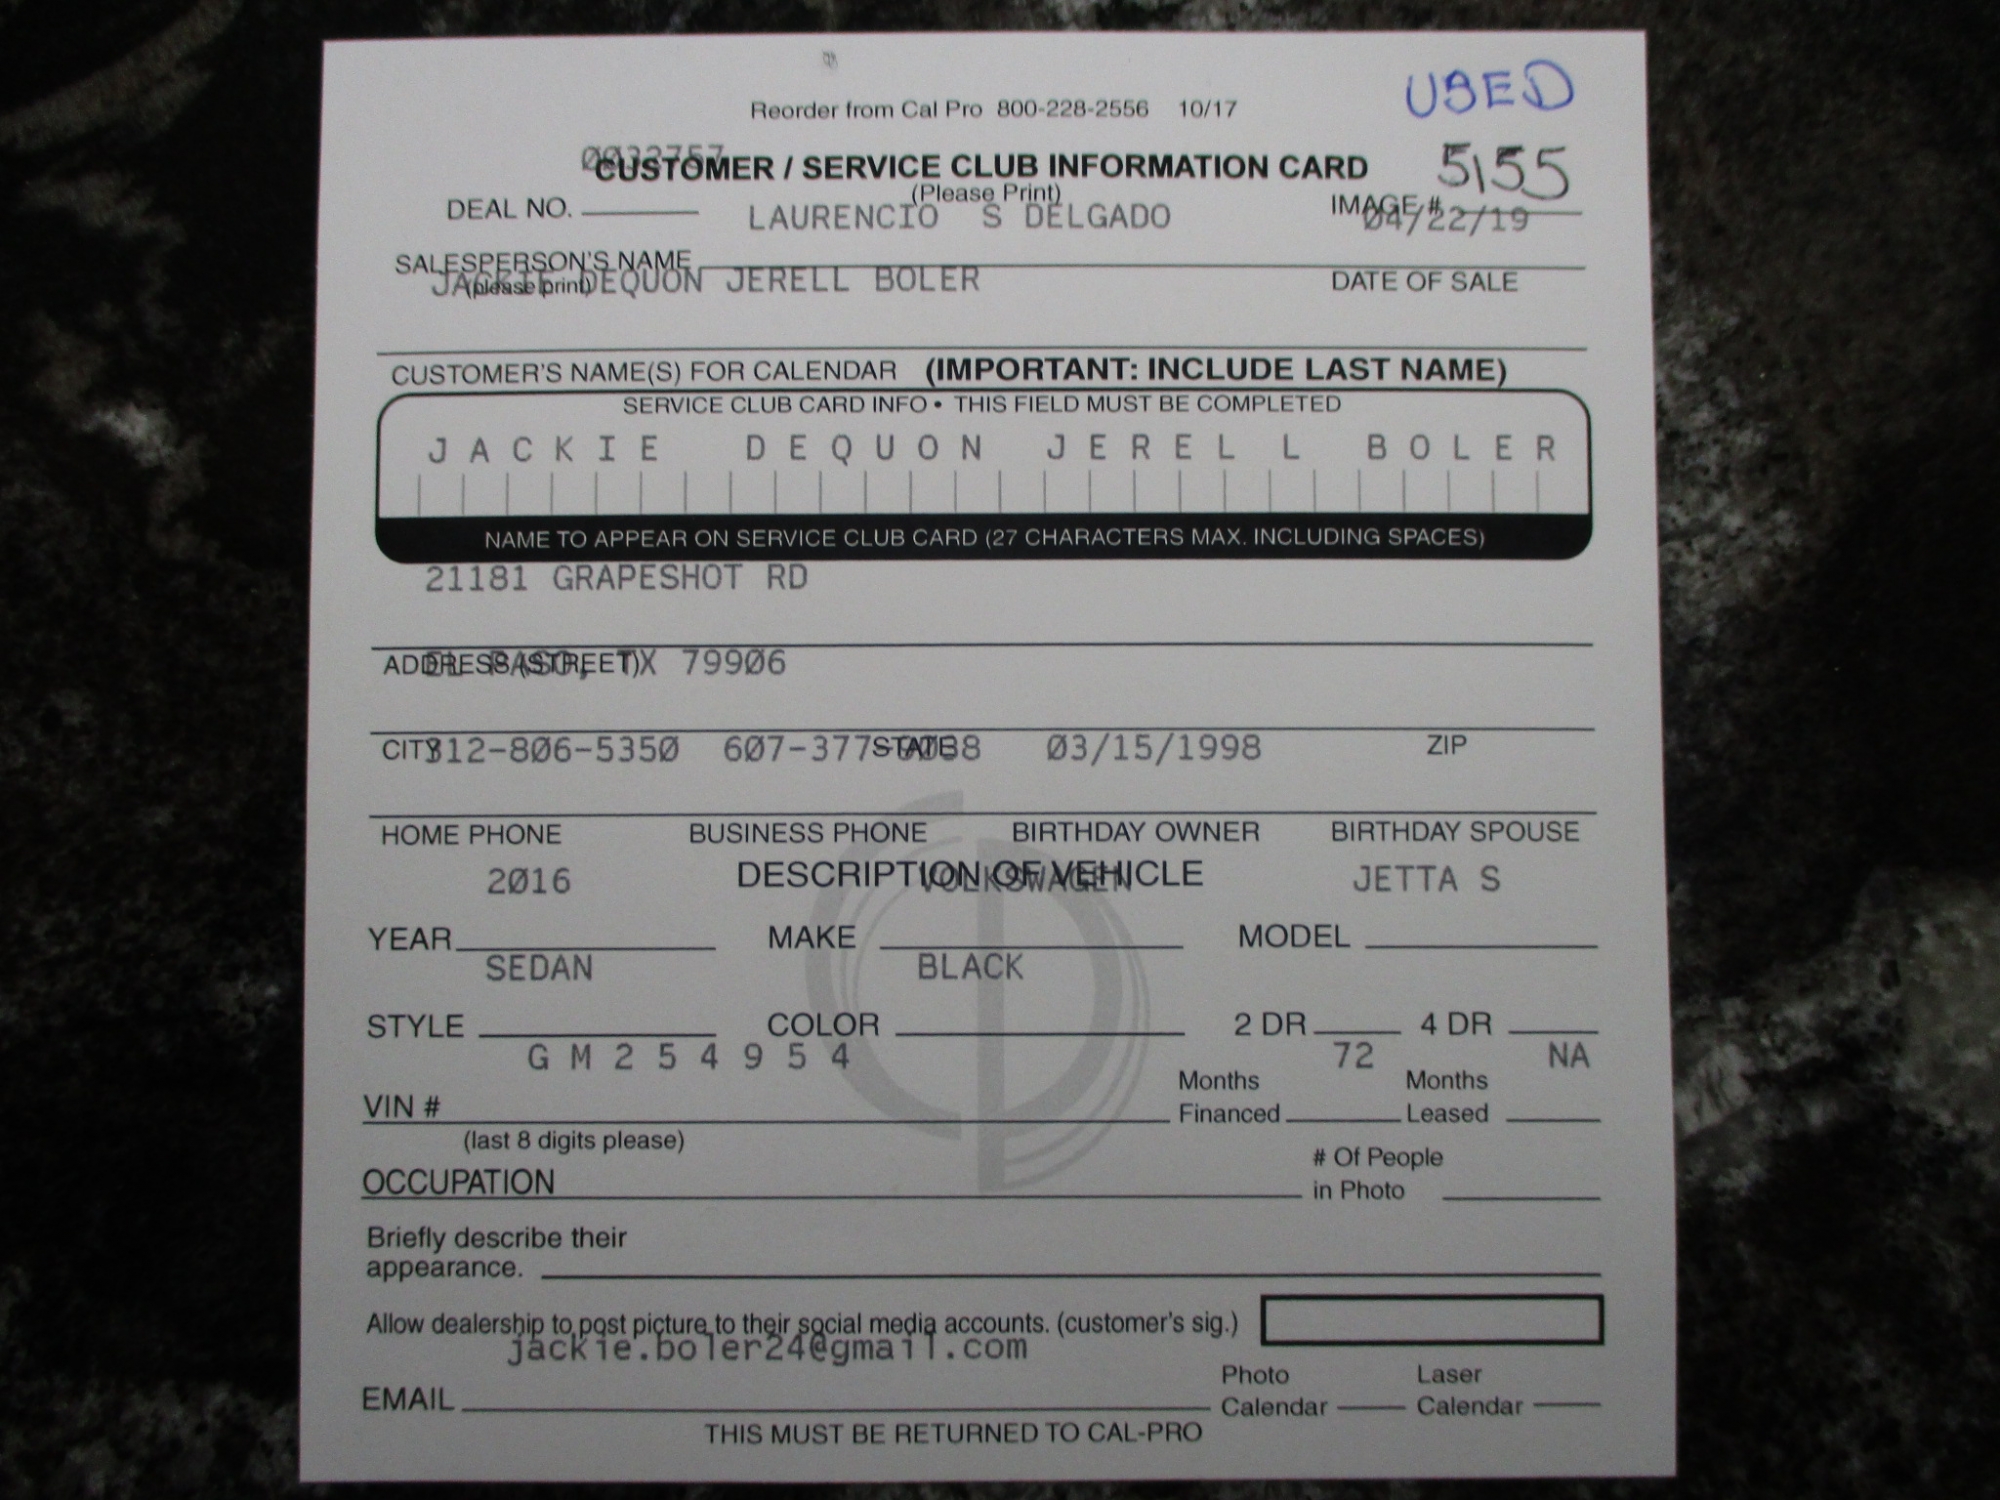 USED
Reorder from Cal Pro 800-228-2556 10/17
0033757
CUSTOMER / SERVICE CLUB INFORMATION CARD
5155
(Please Print)
DEAL NO. LAURENCIO S DELGADO IMAGE # 04/22/19
SALESPERSON'S NAME
(please print) JACKIE DEQUON JERELL BOLER DATE OF SALE
CUSTOMER'S NAME(S) FOR CALENDAR (IMPORTANT: INCLUDE LAST NAME)
SERVICE CLUB CARD INFO • THIS FIELD MUST BE COMPLETED
JACKIE DEQUON JERELL BOLER
NAME TO APPEAR ON SERVICE CLUB CARD (27 CHARACTERS MAX. INCLUDING SPACES)
21181 GRAPESHOT RD
ADDRESS (STREET) EL PASO, TX 79906
CITY 312-806-5350 STATE 03/15/1998 ZIP
HOME PHONE BUSINESS PHONE BIRTHDAY OWNER BIRTHDAY SPOUSE
DESCRIPTION OF VEHICLE
2016 VOLKSWAGEN JETTA S
YEAR MAKE MODEL
SEDAN BLACK
STYLE COLOR 2 DR 4 DR
GM254954 72 NA
Months Months
VIN # Financed Leased
(last 8 digits please)
# Of People
OCCUPATION in Photo
Briefly describe their
appearance.
Allow dealership to post picture to their social media accounts. (customer's sig.)
jackie.boler24@gmail.com
Photo Laser
EMAIL Calendar Calendar
THIS MUST BE RETURNED TO CAL-PRO